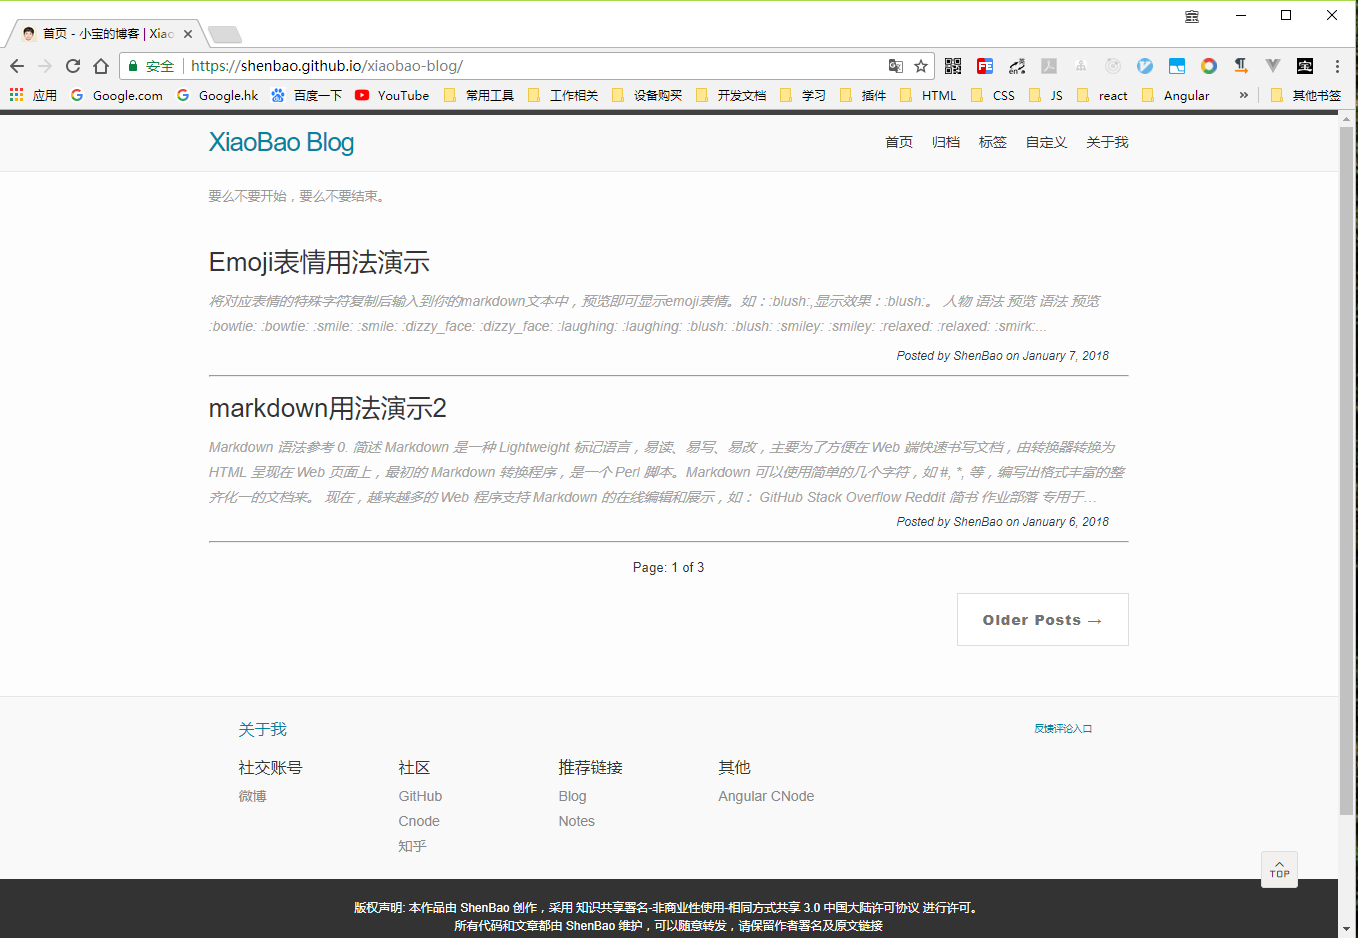 宝
首页 - 小宝的博客 | Xiao
安全 https://shenbao.github.io/xiaobao-blog/
应用 Google.com Google.hk 百度一下 YouTube 常用工具 工作相关 设备购买 开发文档 学习 插件 HTML CSS JS react Angular » 其他书签
XiaoBao Blog 首页 归档 标签 自定义 关于我
要么不要开始，要么不要结束。
Emoji表情用法演示
将对应表情的特殊字符复制后输入到你的markdown文本中，预览即可显示emoji表情。如：:blush:,显示效果：:blush:。 人物 语法 预览 语法 预览
:bowtie: :bowtie: :smile: :smile: :dizzy_face: :dizzy_face: :laughing: :laughing: :blush: :blush: :smiley: :smiley: :relaxed: :relaxed: :smirk:...
Posted by ShenBao on January 7, 2018
markdown用法演示2
Markdown 语法参考 0. 简述 Markdown 是一种 Lightweight 标记语言，易读、易写、易改，主要为了方便在 Web 端快速书写文档，由转换器转换为
HTML 呈现在 Web 页面上，最初的 Markdown 转换程序，是一个 Perl 脚本。Markdown 可以使用简单的几个字符，如 #, *, 等，编写出格式丰富的整
齐化一的文档来。 现在，越来越多的 Web 程序支持 Markdown 的在线编辑和展示，如： GitHub Stack Overflow Reddit 简书 作业部落 专用于...
Posted by ShenBao on January 6, 2018
Page: 1 of 3
Older Posts →
关于我 反馈评论入口
社交账号 社区 推荐链接 其他
微博 GitHub Blog Angular CNode
Cnode Notes
知乎
TOP
版权声明: 本作品由 ShenBao 创作，采用 知识共享署名-非商业性使用-相同方式共享 3.0 中国大陆许可协议 进行许可。
所有代码和文章都由 ShenBao 维护，可以随意转发，请保留作者署名及原文链接